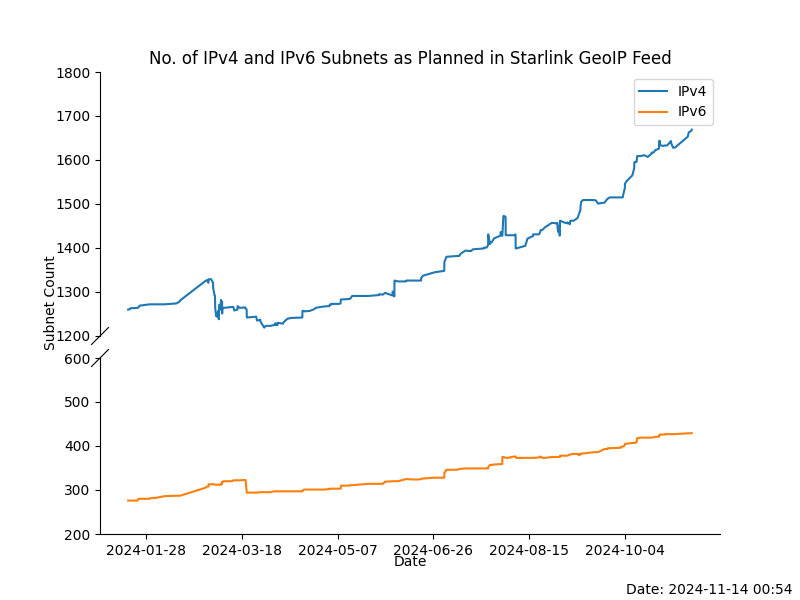 No. of IPv4 and IPv6 Subnets as Planned in Starlink GeoIP Feed
1800
1700
1600
1500
1400
1300
1200
600
500
400
300
200
Subnet Count
IPv4
IPv6
2024-01-28 2024-03-18 2024-05-07 2024-06-26 2024-08-15 2024-10-04
Date
Date: 2024-11-14 00:54